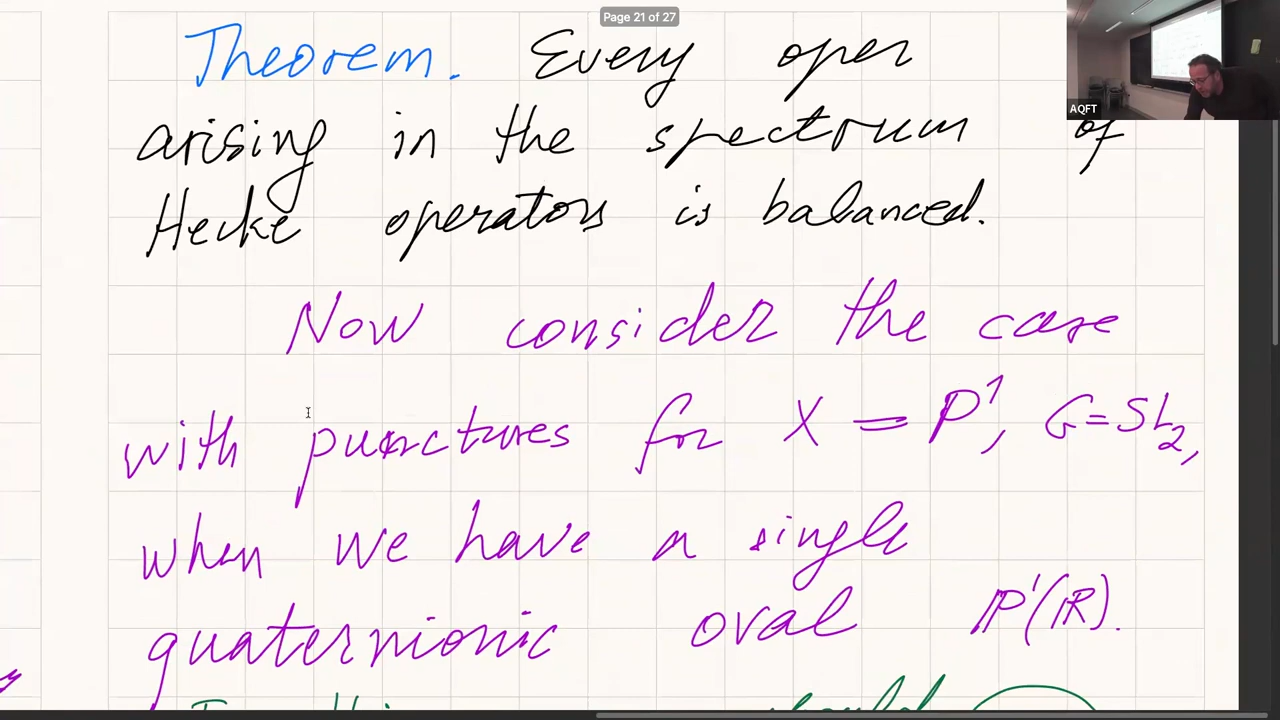 Page 21 of 27
AQFT
Theorem. Every oper
arising in the spectrum of
Hecke operators is balanced.
Now consider the case
with punctures for X = P¹, G=SL₂,
when we have a single
quaternionic oval P¹(R).